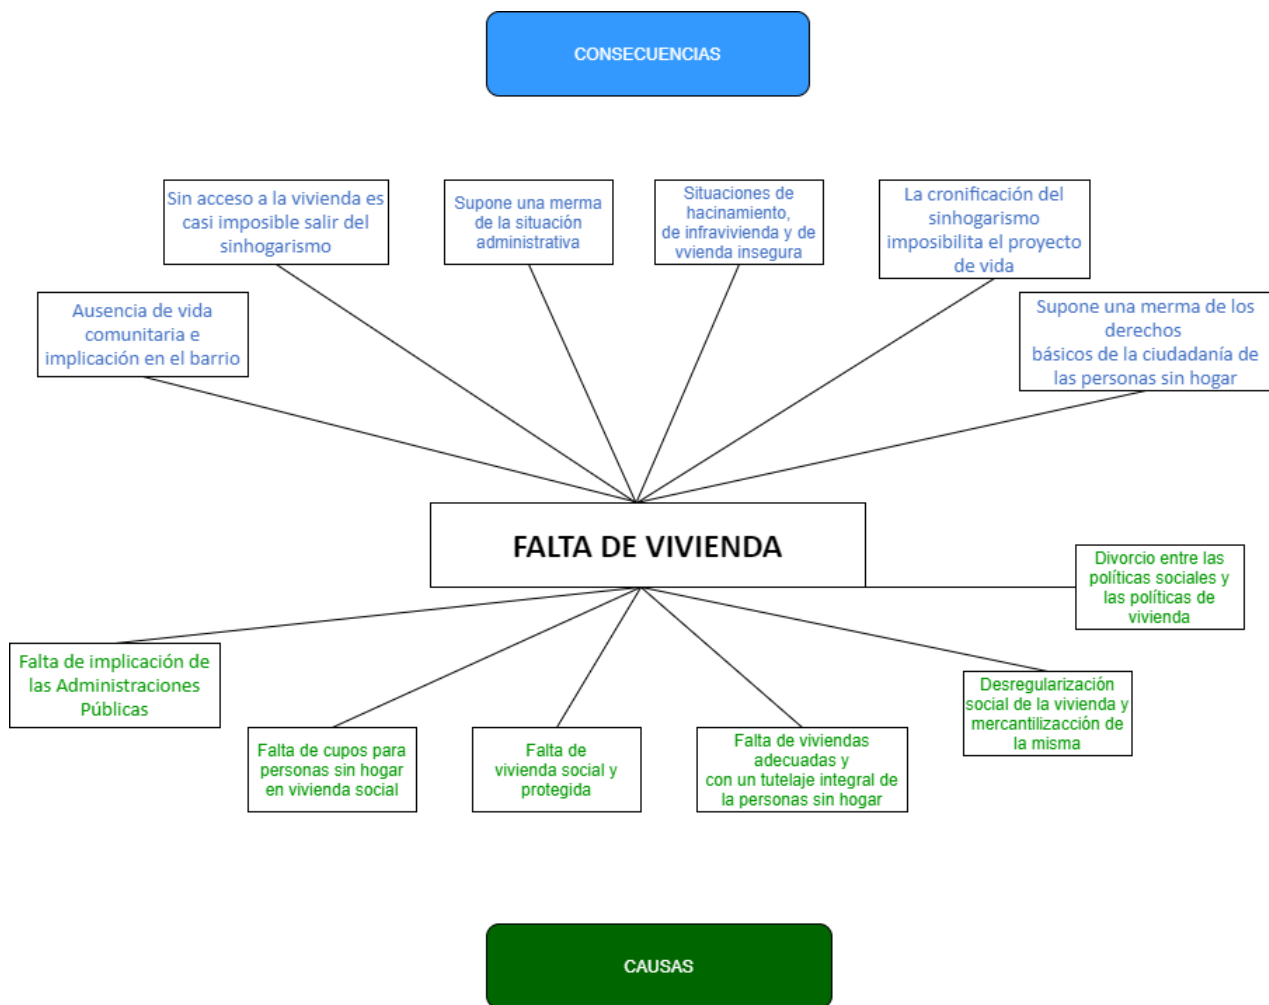 CONSECUENCIAS
Sin acceso a la vivienda es
casi imposible salir del
sinhogarismo
Supone una merma
de la situación
administrativa
Situaciones de
hacinamiento,
de infravivienda y de
vvienda insegura
La cronificación del
sinhogarismo
imposibilita el proyecto
de vida
Ausencia de vida
comunitaria e
implicación en el barrio
Supone una merma de los
derechos
básicos de la ciudadanía de
las personas sin hogar
FALTA DE VIVIENDA
Divorcio entre las
políticas sociales y
las políticas de
vivienda
Falta de implicación de
las Administraciones
Públicas
Desregularización
social de la vivienda y
mercantilizacción de
la misma
Falta de cupos para
personas sin hogar
en vivienda social
Falta de
vivienda social y
protegida
Falta de viviendas
adecuadas y
con un tutelaje integral de
la personas sin hogar
CAUSAS